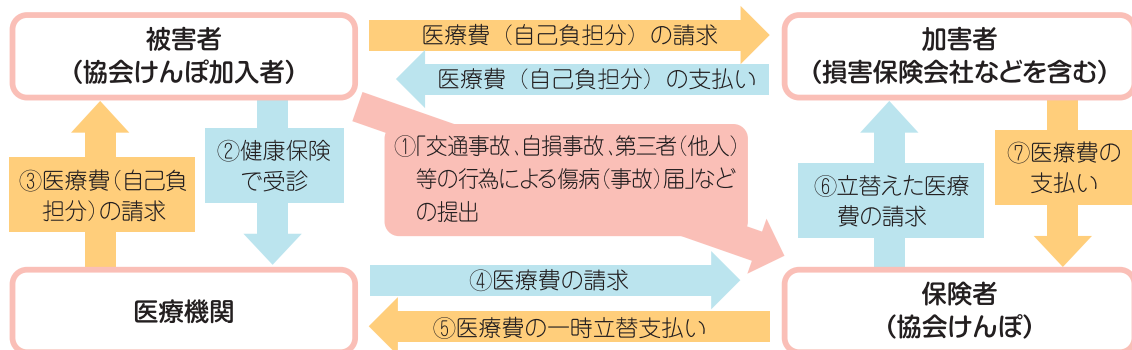 被害者
（協会けんぽ加入者）
医療費（自己負担分）の請求
医療費（自己負担分）の支払い
加害者
（損害保険会社などを含む）
③医療費（自己負
担分）の請求
②健康保険
で受診
①「交通事故、自損事故、第三者（他人）
等の行為による傷病（事故）届」など
の提出
⑥立替えた医療
費の請求
⑦医療費の
支払い
医療機関
④医療費の請求
⑤医療費の一時立替支払い
保険者
（協会けんぽ）